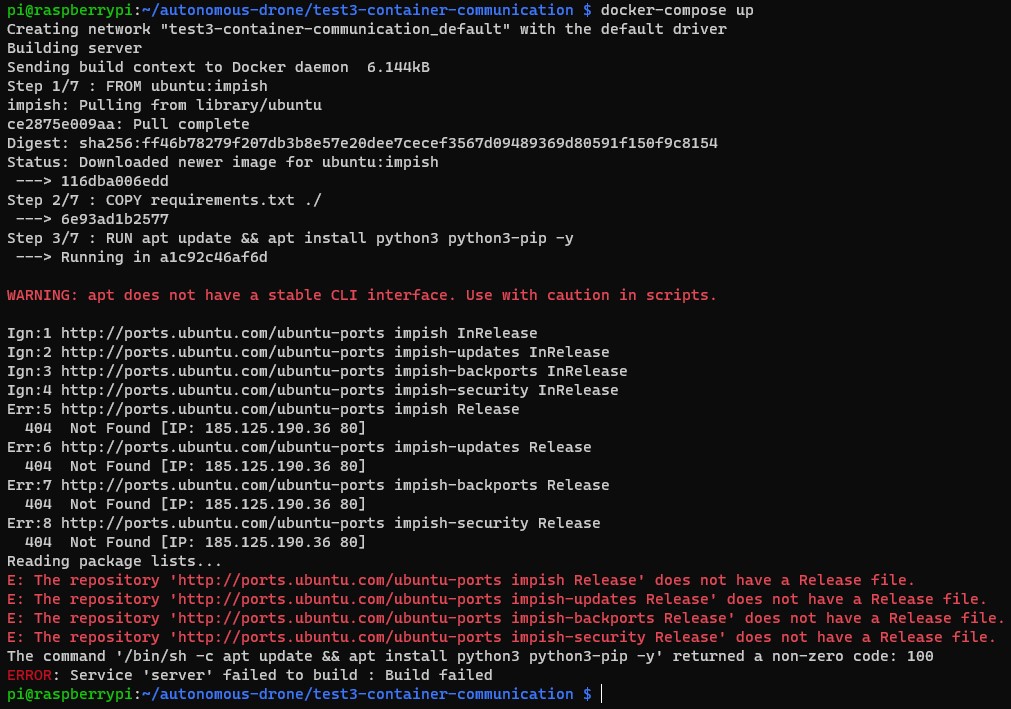 pi@raspberrypi:~/autonomous-drone/test3-container-communication $ docker-compose up
Creating network "test3-container-communication_default" with the default driver
Building server
Sending build context to Docker daemon  6.144kB
Step 1/7 : FROM ubuntu:impish
impish: Pulling from library/ubuntu
ce2875e009aa: Pull complete
Digest: sha256:ff46b78279f207db3b8e57e20dee7cecef3567d09489369d80591f150f9c8154
Status: Downloaded newer image for ubuntu:impish
 ---> 116dba006edd
Step 2/7 : COPY requirements.txt ./
 ---> 6e93ad1b2577
Step 3/7 : RUN apt update && apt install python3 python3-pip -y
 ---> Running in a1c92c46af6d
WARNING: apt does not have a stable CLI interface. Use with caution in scripts.
Ign:1 http://ports.ubuntu.com/ubuntu-ports impish InRelease
Ign:2 http://ports.ubuntu.com/ubuntu-ports impish-updates InRelease
Ign:3 http://ports.ubuntu.com/ubuntu-ports impish-backports InRelease
Ign:4 http://ports.ubuntu.com/ubuntu-ports impish-security InRelease
Err:5 http://ports.ubuntu.com/ubuntu-ports impish Release
  404  Not Found [IP: 185.125.190.36 80]
Err:6 http://ports.ubuntu.com/ubuntu-ports impish-updates Release
  404  Not Found [IP: 185.125.190.36 80]
Err:7 http://ports.ubuntu.com/ubuntu-ports impish-backports Release
  404  Not Found [IP: 185.125.190.36 80]
Err:8 http://ports.ubuntu.com/ubuntu-ports impish-security Release
  404  Not Found [IP: 185.125.190.36 80]
Reading package lists...
E: The repository 'http://ports.ubuntu.com/ubuntu-ports impish Release' does not have a Release file.
E: The repository 'http://ports.ubuntu.com/ubuntu-ports impish-updates Release' does not have a Release file.
E: The repository 'http://ports.ubuntu.com/ubuntu-ports impish-backports Release' does not have a Release file.
E: The repository 'http://ports.ubuntu.com/ubuntu-ports impish-security Release' does not have a Release file.
The command '/bin/sh -c apt update && apt install python3 python3-pip -y' returned a non-zero code: 100
ERROR: Service 'server' failed to build : Build failed
pi@raspberrypi:~/autonomous-drone/test3-container-communication $